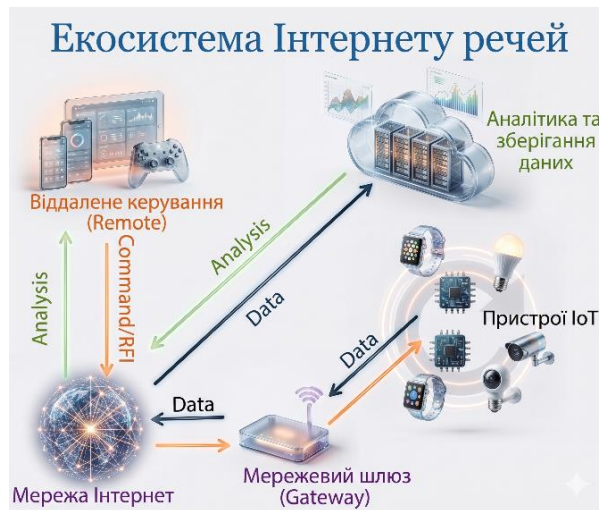 Екосистема Інтернету речей
Аналітика та
зберігання
даних
Віддалене керування
(Remote)
Analysis
Command/RFI
Analysis
Data
Пристрої ІоТ
Data
Data
Мережа Інтернет
Мережевий шлюз
(Gateway)